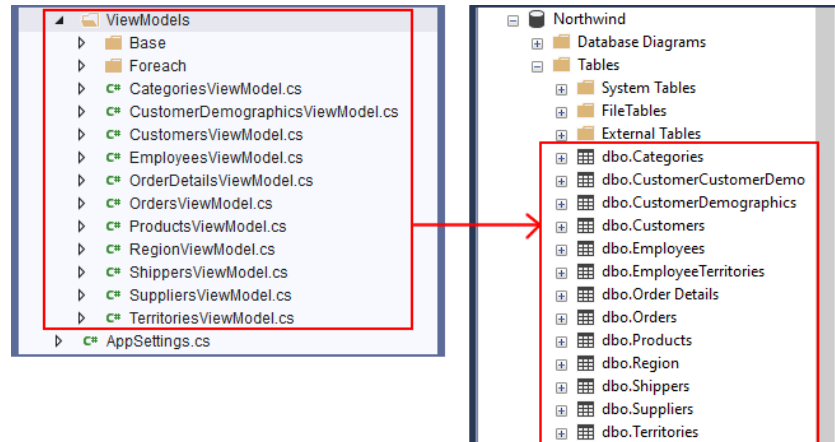 ViewModels
Base
Foreach
C# CategoriesViewModel.cs
C# CustomerDemographicsViewModel.cs
C# CustomersViewModel.cs
C# EmployeesViewModel.cs
C# OrderDetailsViewModel.cs
C# OrdersViewModel.cs
C# ProductsViewModel.cs
C# RegionViewModel.cs
C# ShippersViewModel.cs
C# SuppliersViewModel.cs
C# TerritoriesViewModel.cs
C# AppSettings.cs
Northwind
Database Diagrams
Tables
System Tables
FileTables
External Tables
dbo.Categories
dbo.CustomerCustomerDemo
dbo.CustomerDemographics
dbo.Customers
dbo.Employees
dbo.EmployeeTerritories
dbo.Order Details
dbo.Orders
dbo.Products
dbo.Region
dbo.Shippers
dbo.Suppliers
dbo.Territories